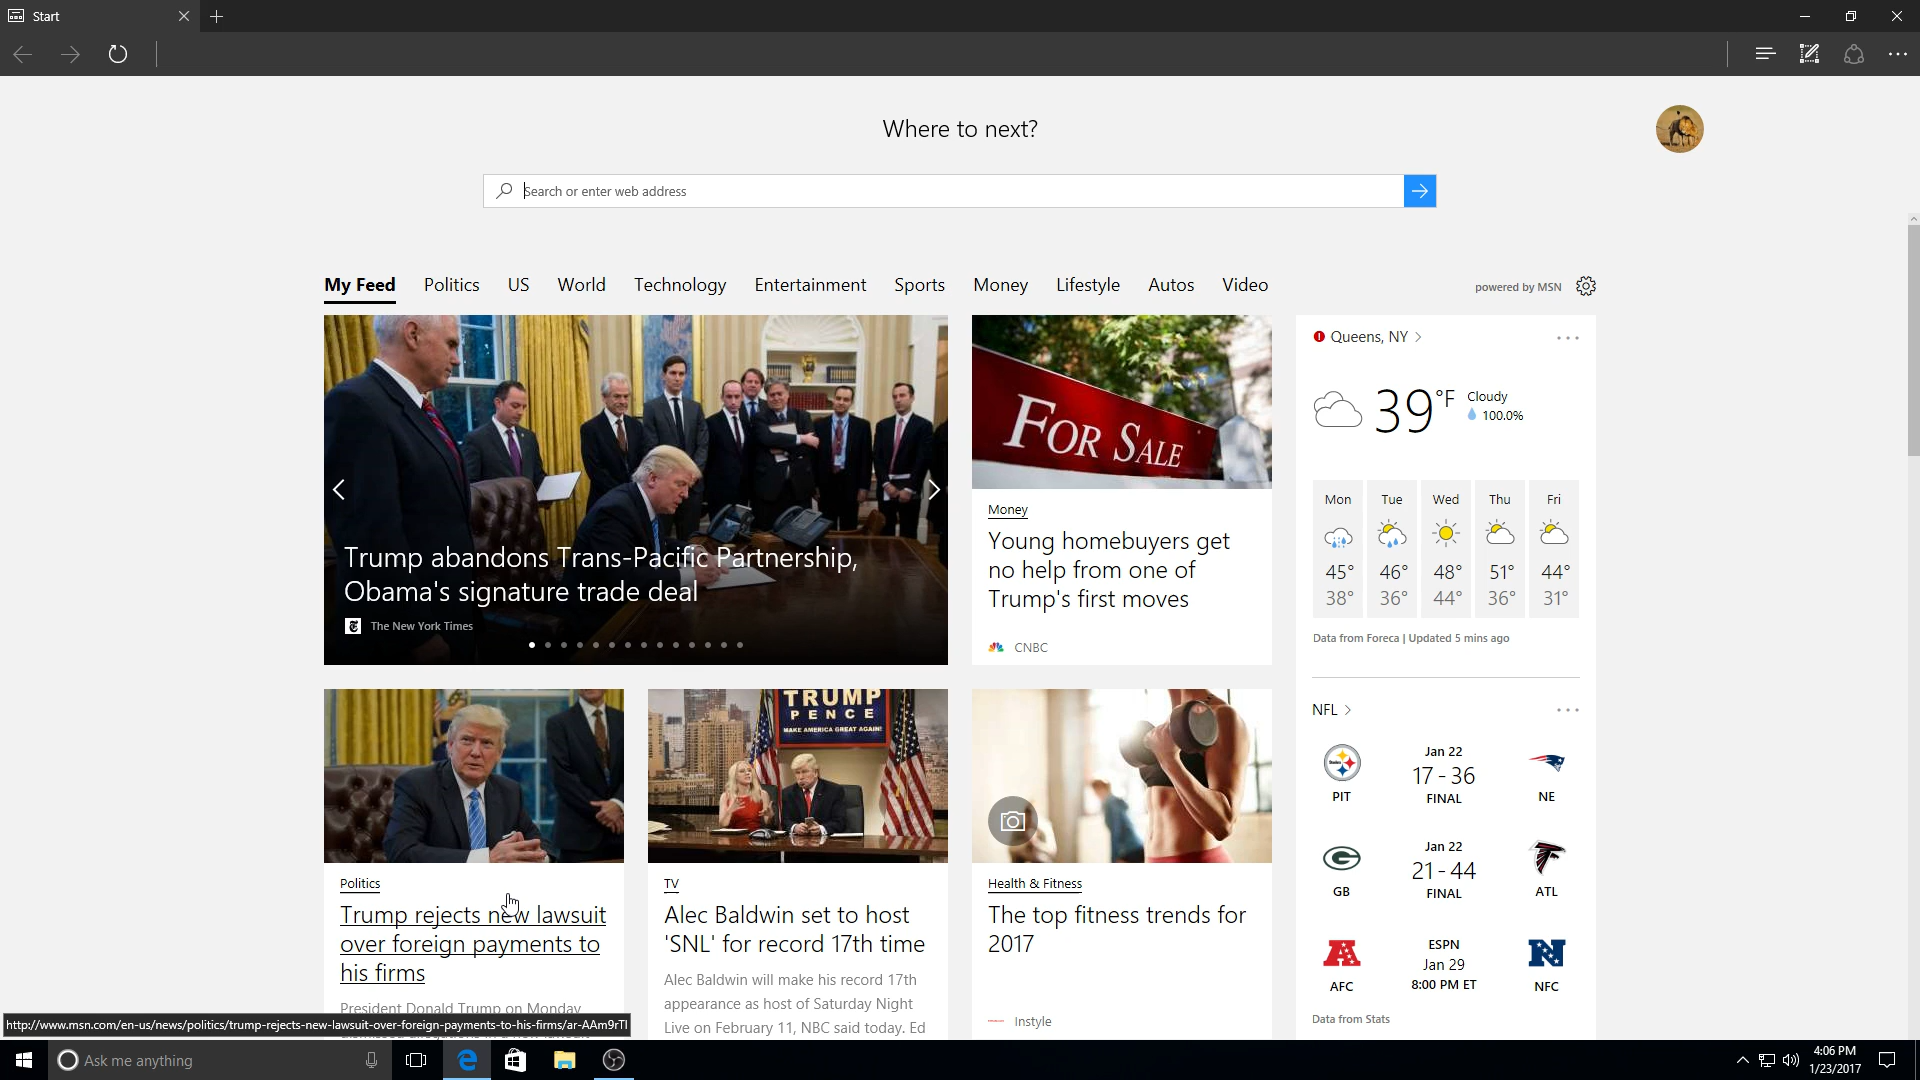 Start
Where to next?
Search or enter web address
My Feed Politics US World Technology Entertainment Sports Money Lifestyle Autos Video
powered by MSN
Trump abandons Trans-Pacific Partnership,
Obama's signature trade deal
The New York Times
FOR SALE
Money
Young homebuyers get
no help from one of
Trump's first moves
CNBC
Queens, NY
39°F
Cloudy
100.0%
Mon Tue Wed Thu Fri
45° 46° 48° 51° 44°
38° 36° 44° 36° 31°
Data from Foreca | Updated 5 mins ago
NFL
Jan 22
17 - 36
FINAL
PIT NE
Jan 22
21 - 44
FINAL
GB ATL
ESPN
Jan 29
8:00 PM ET
AFC NFC
Data from Stats
Politics
Trump rejects new lawsuit
over foreign payments to
his firms
President Donald Trump on Monday
TRUMP
PENCE
MAKE AMERICA GREAT AGAIN!
TV
Alec Baldwin set to host
'SNL' for record 17th time
Alec Baldwin will make his record 17th
appearance as host of Saturday Night
Live on February 11, NBC said today. Ed
Health & Fitness
The top fitness trends for
2017
Instyle
http://www.msn.com/en-us/news/politics/trump-rejects-new-lawsuit-over-foreign-payments-to-his-firms/ar-AAm9rTI
Ask me anything
4:06 PM
1/23/2017